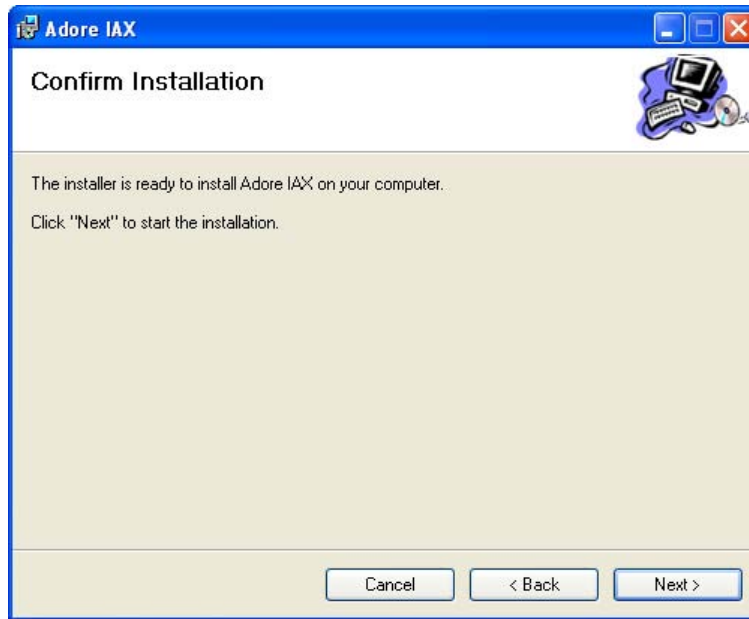 Adore IAX
Confirm Installation
The installer is ready to install Adore IAX on your computer.
Click "Next" to start the installation.
Cancel
< Back
Next >